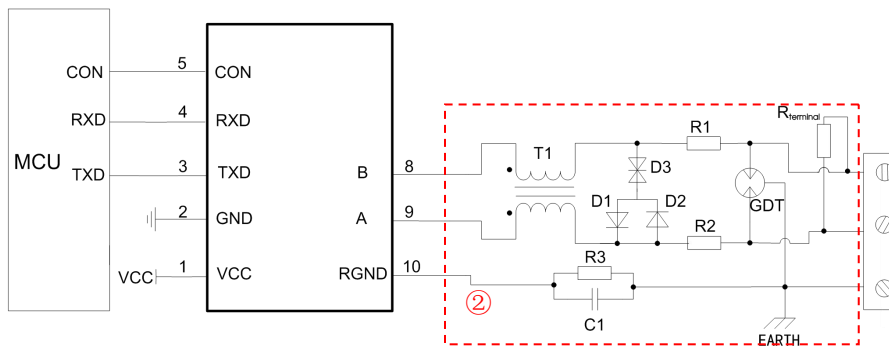 MCU
CON
5
CON
RXD
4
RXD
TXD
3
TXD
2
GND
VCC
1
VCC
B
8
A
9
RGND
10
T1
D1
D2
D3
R1
R2
GDT
Rterminal
R3
C1
②
EARTH